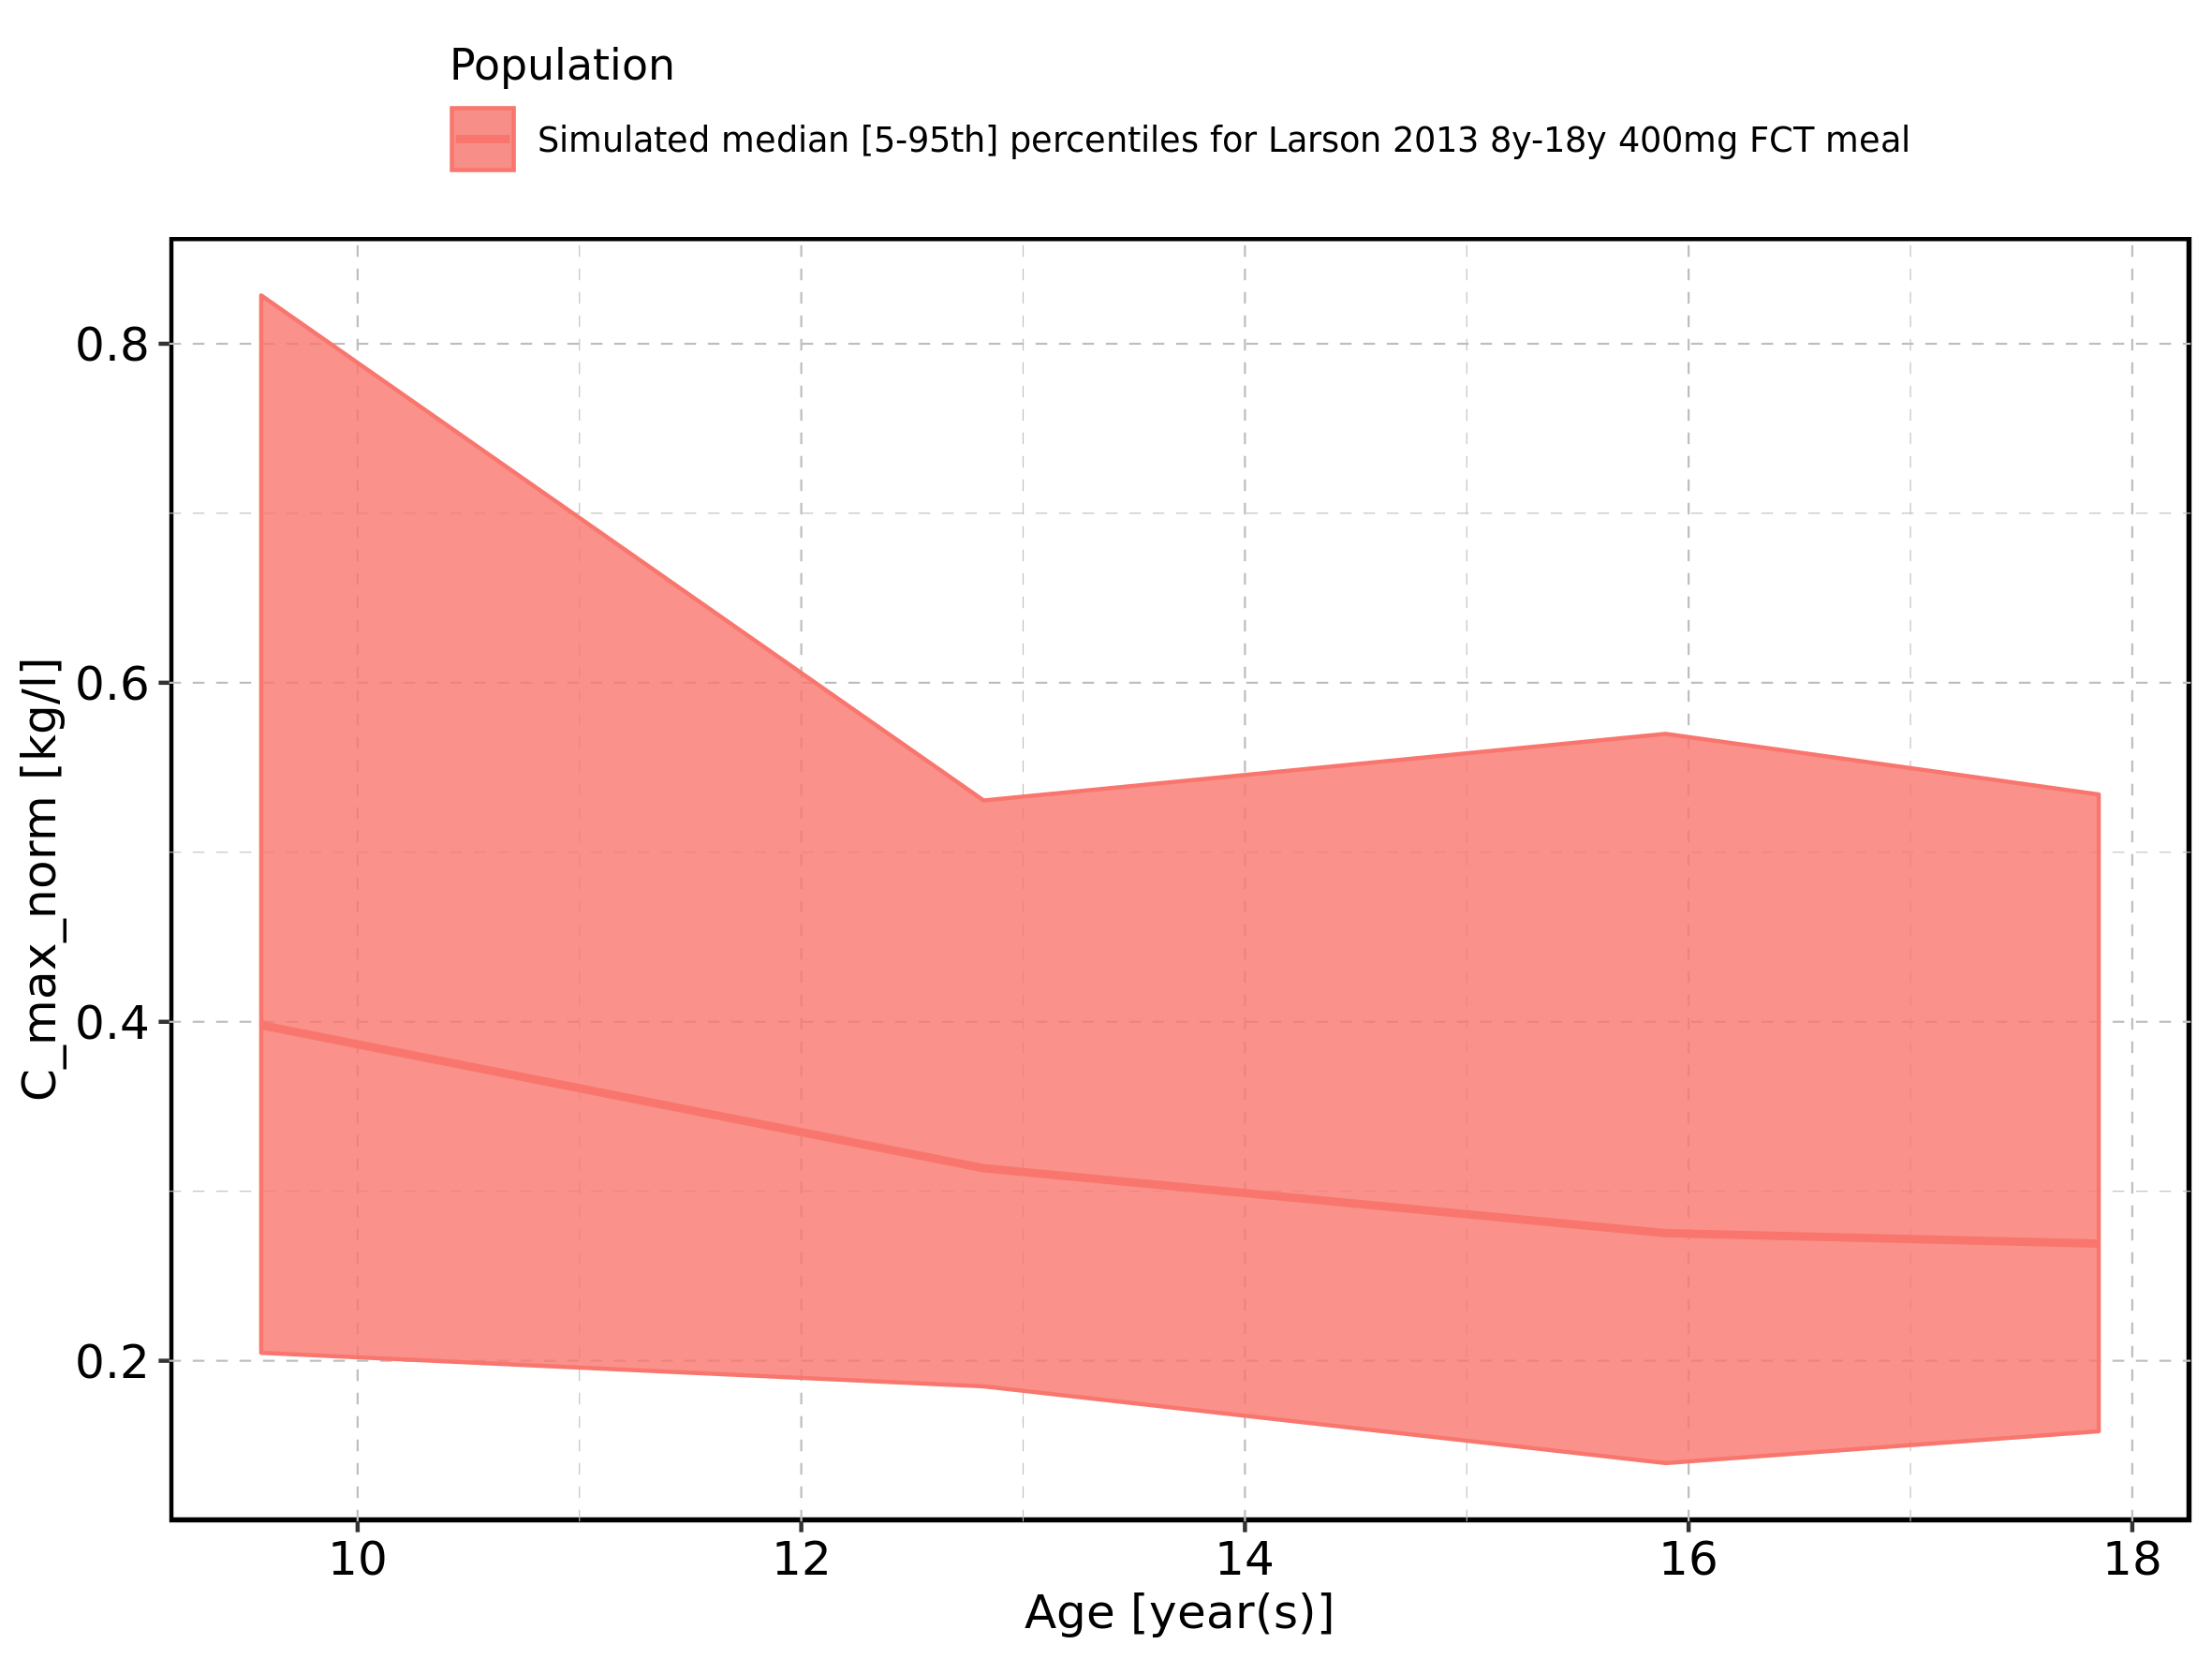 Population
Simulated median [5-95th] percentiles for Larson 2013 8y-18y 400mg FCT meal
C_max_norm [kg/l]
0.8
0.6
0.4
0.2
10 12 14 16 18
Age [year(s)]